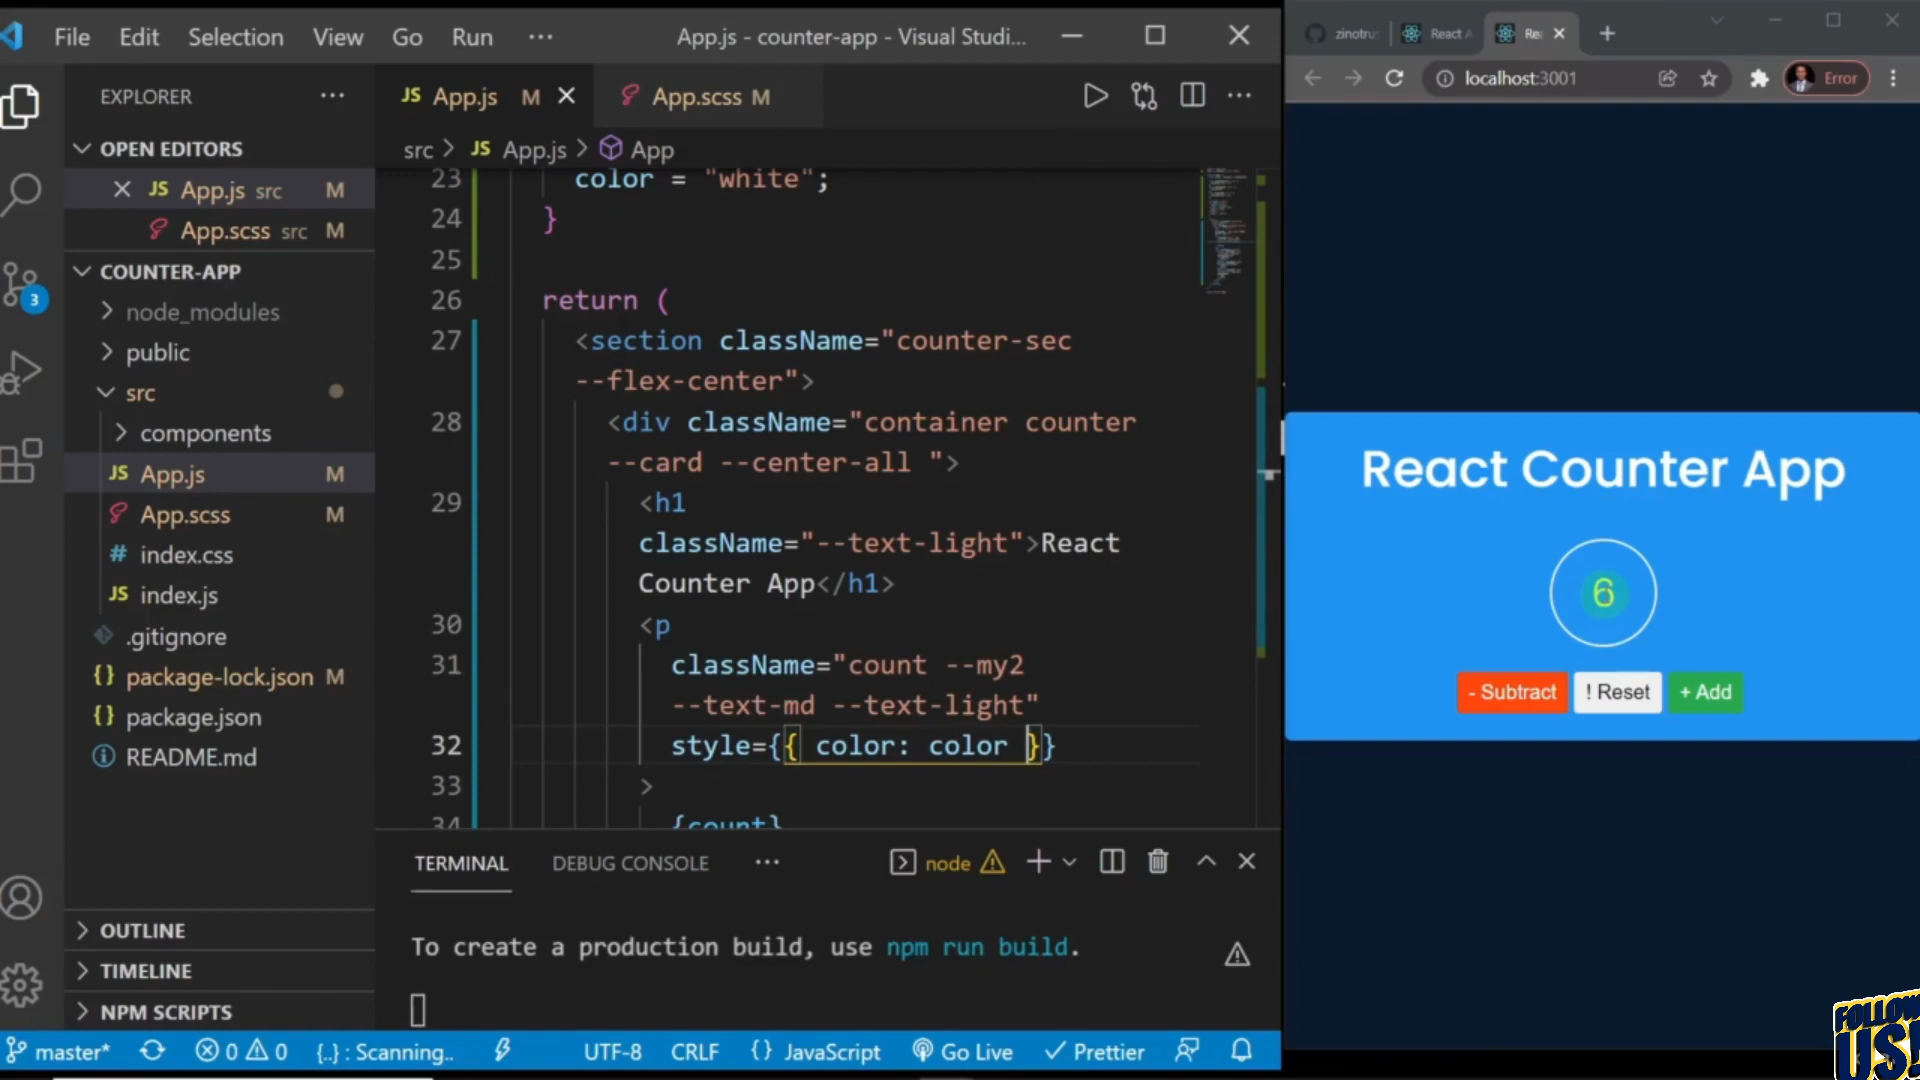 File Edit Selection View Go Run ··· App.js - counter-app - Visual Studi...
EXPLORER ···
OPEN EDITORS
JS App.js src M
App.scss src M
COUNTER-APP
node_modules
public
src
components
JS App.js M
App.scss M
# index.css
JS index.js
.gitignore
{} package-lock.json M
{} package.json
README.md
OUTLINE
TIMELINE
NPM SCRIPTS
3
JS App.js M
App.scss M
src > JS App.js > App
23 color = "white";
24 }
25
26 return (
27 <section className="counter-sec
--flex-center">
28 <div className="container counter
--card --center-all ">
29 <h1
className="--text-light">React
Counter App</h1>
30 <p
31 className="count --my2
--text-md --text-light"
32 style={{ color: color }}
33 >
34 {count}
TERMINAL DEBUG CONSOLE ··· node
To create a production build, use npm run build.
master* 0 0 {..} : Scanning.. UTF-8 CRLF {} JavaScript Go Live Prettier
zinotru React A Rea
localhost:3001 Error
React Counter App
6
- Subtract ! Reset + Add
FOLLOW
US!